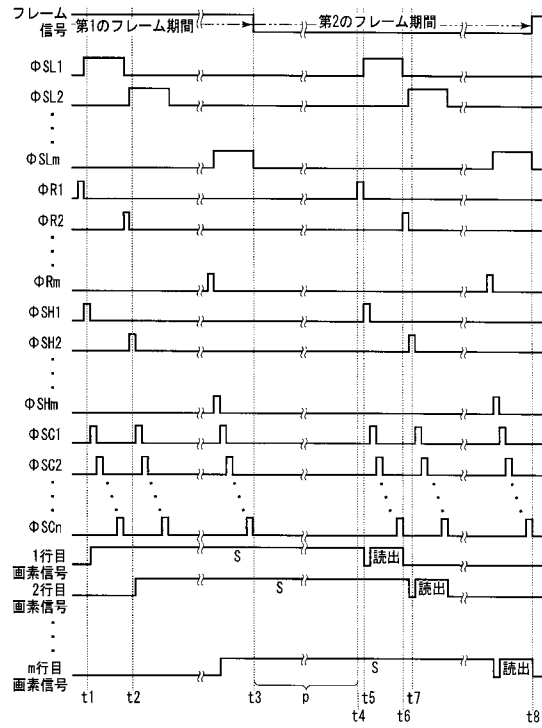 フレーム
信号
第1のフレーム期間
第2のフレーム期間
ΦSL1
ΦSL2
ΦSLm
ΦR1
ΦR2
ΦRm
ΦSH1
ΦSH2
ΦSHm
ΦSC1
ΦSC2
ΦSCn
1行目
画素信号
S
読出
2行目
画素信号
S
読出
m行目
画素信号
S
読出
t1 t2 t3 p t5 t7
t4 t6 t8